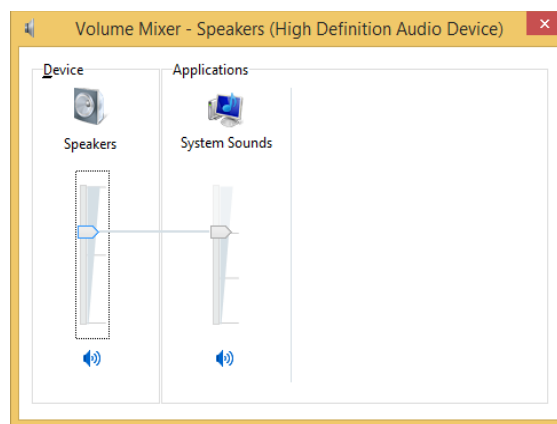 Volume Mixer - Speakers (High Definition Audio Device)
Device
Applications
Speakers
System Sounds